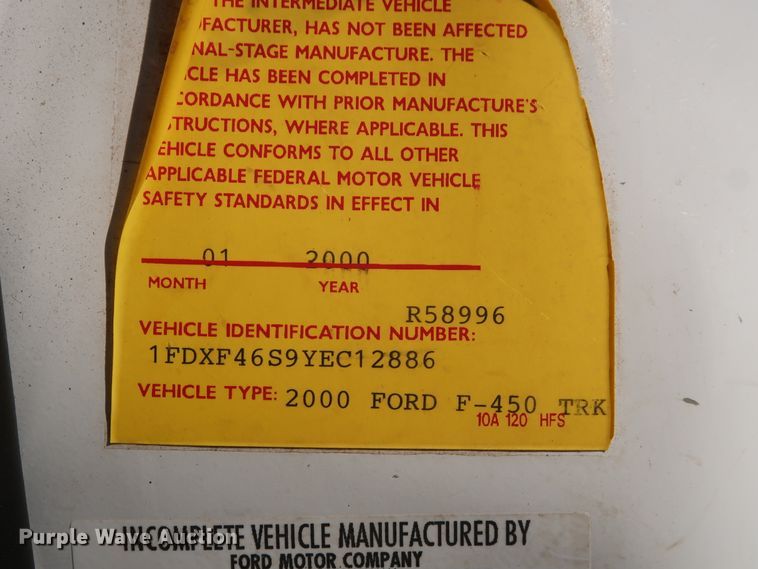 THE INTERMEDIATE VEHICLE
FACTURER, HAS NOT BEEN AFFECTED
NAL-STAGE MANUFACTURE. THE
ICLE HAS BEEN COMPLETED IN
CORDANCE WITH PRIOR MANUFACTURE'S
TRUCTIONS, WHERE APPLICABLE. THIS
EHICLE CONFORMS TO ALL OTHER
APPLICABLE FEDERAL MOTOR VEHICLE
SAFETY STANDARDS IN EFFECT IN
01 2000
MONTH YEAR
R58996
VEHICLE IDENTIFICATION NUMBER:
1FDXF46S9YEC12886
VEHICLE TYPE: 2000 FORD F-450 TRK
10A 120 HFS
INCOMPLETE VEHICLE MANUFACTURED BY
FORD MOTOR COMPANY
Purple Wave Auction